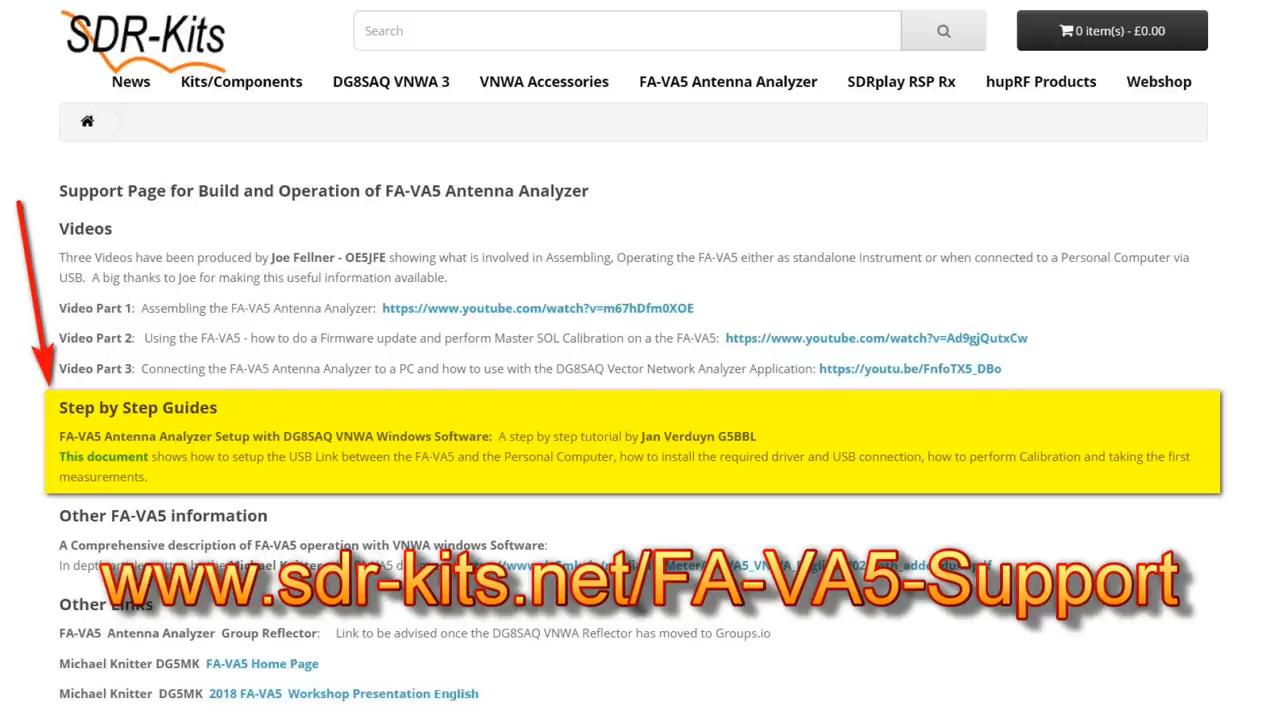 SDR-Kits
Search
0 item(s) - £0.00
News Kits/Components DG8SAQ VNWA 3 VNWA Accessories FA-VA5 Antenna Analyzer SDRplay RSP Rx hupRF Products Webshop
Support Page for Build and Operation of FA-VA5 Antenna Analyzer
Videos
Three Videos have been produced by Joe Fellner - OE5JFE showing what is involved in Assembling, Operating the FA-VA5 either as standalone Instrument or when connected to a Personal Computer via
USB. A big thanks to Joe for making this useful information available.
Video Part 1: Assembling the FA-VA5 Antenna Analyzer: https://www.youtube.com/watch?v=m67hDfm0XOE
Video Part 2: Using the FA-VA5 - how to do a Firmware update and perform Master SOL Calibration on a the FA-VA5: https://www.youtube.com/watch?v=Ad9gjQutxCw
Video Part 3: Connecting the FA-VA5 Antenna Analyzer to a PC and how to use with the DG8SAQ Vector Network Analyzer Application: https://youtu.be/FnfoTX5_DBo
Step by Step Guides
FA-VA5 Antenna Analyzer Setup with DG8SAQ VNWA Windows Software: A step by step tutorial by Jan Verduyn G5BBL
This document shows how to setup the USB Link between the FA-VA5 and the Personal Computer, how to install the required driver and USB connection, how to perform Calibration and taking the first
measurements.
Other FA-VA5 information
A Comprehensive description of FA-VA5 operation with VNWA windows Software:
In depth
www.sdr-kits.net/FA-VA5-Support
Other Links
FA-VA5 Antenna Analyzer Group Reflector: Link to be advised once the DG8SAQ VNWA Reflector has moved to Groups.io
Michael Knitter DG5MK FA-VA5 Home Page
Michael Knitter DG5MK 2018 FA-VA5 Workshop Presentation English